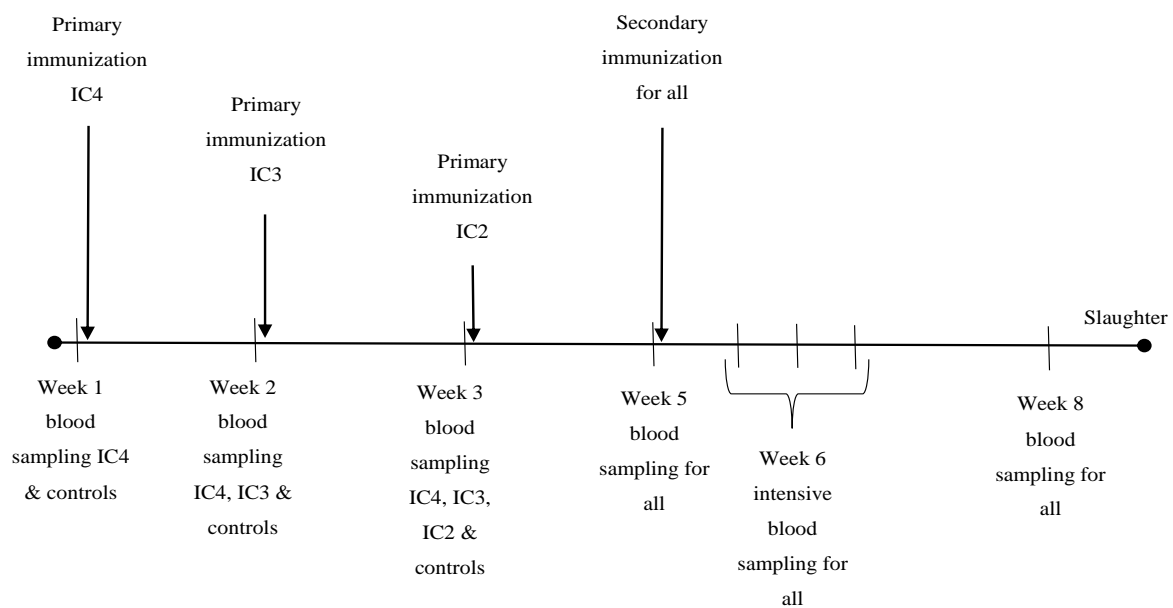 Primary
immunization
IC4
Primary
immunization
IC3
Primary
immunization
IC2
Secondary
immunization
for all
Slaughter
Week 1
blood
sampling IC4
& controls
Week 2
blood
sampling
IC4, IC3 &
controls
Week 3
blood
sampling
IC4, IC3,
IC2 &
controls
Week 5
blood
sampling for
all
Week 6
intensive
blood
sampling for
all
Week 8
blood
sampling for
all